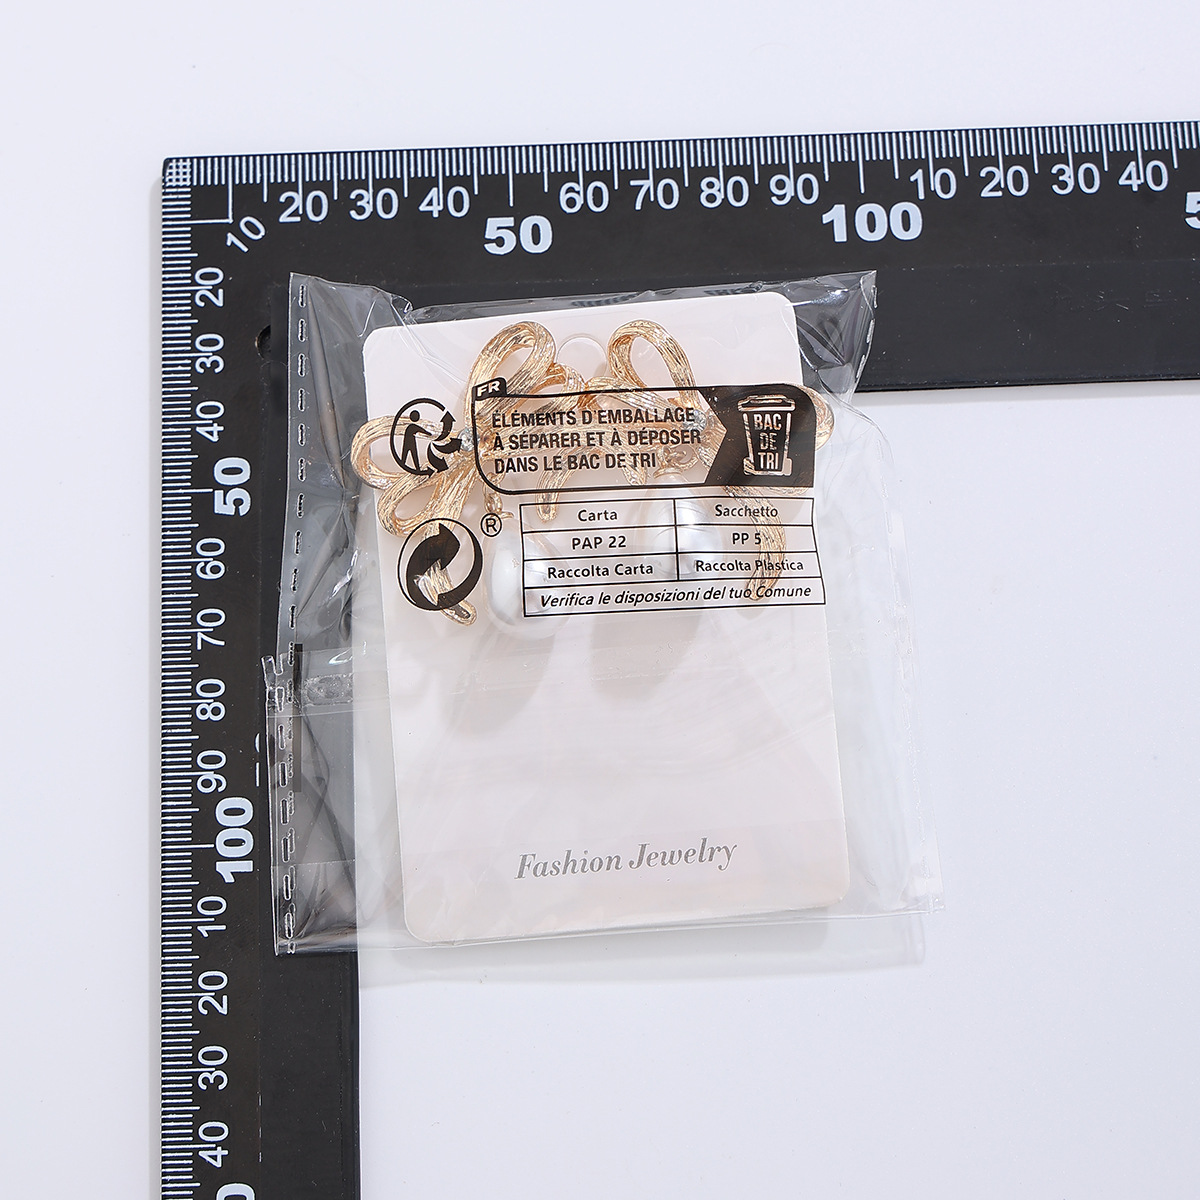 10 20 30 40 50 60 70 80 90 100 10 20 30 40 5
20
30
40
50
60
70
80
90
100
10
20
30
40
50
FR
ÉLÉMENTS D'EMBALLAGE
À SÉPARER ET À DÉPOSER
DANS LE BAC DE TRI
BAC
DE
TRI
®
Carta Sacchetto
PAP 22 PP 5
Raccolta Carta Raccolta Plastica
Verifica le disposizioni del tuo Comune
Fashion Jewelry